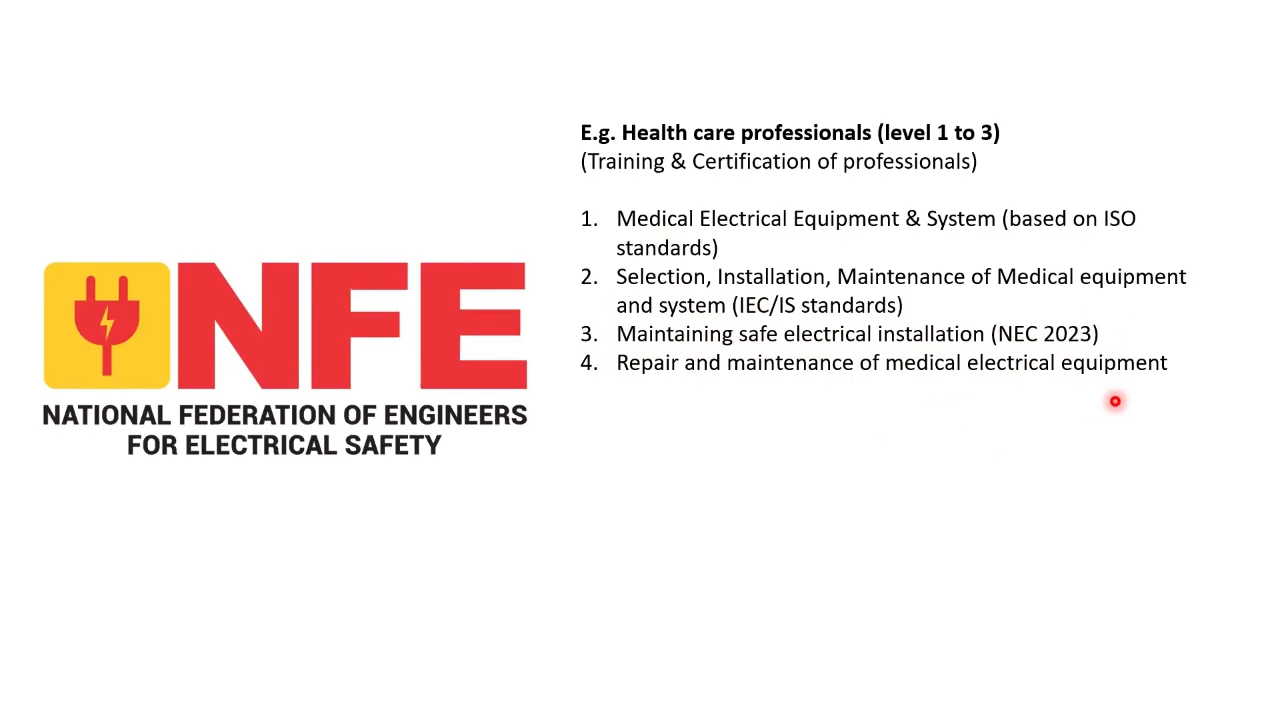 NFE
NATIONAL FEDERATION OF ENGINEERS
FOR ELECTRICAL SAFETY
E.g. Health care professionals (level 1 to 3)
(Training & Certification of professionals)
1. Medical Electrical Equipment & System (based on ISO
standards)
2. Selection, Installation, Maintenance of Medical equipment
and system (IEC/IS standards)
3. Maintaining safe electrical installation (NEC 2023)
4. Repair and maintenance of medical electrical equipment